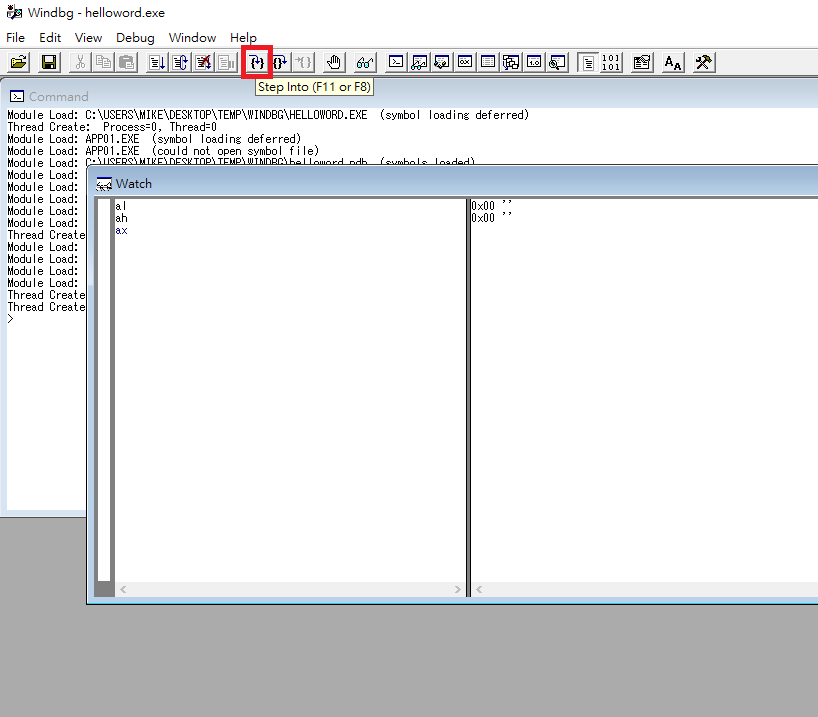 Windbg - helloword.exe
File Edit View Debug Window Help
Step Into (F11 or F8)
Command
Module Load: C:\USERS\MIKE\DESKTOP\TEMP\WINDBG\HELLOWORD.EXE (symbol loading deferred)
Thread Create: Process=0, Thread=0
Module Load: APP01.EXE (symbol loading deferred)
Module Load: APP01.EXE (could not open symbol file)
Module Load: C:\USERS\MIKE\DESKTOP\TEMP\WINDBG\helloword.pdb (symbols loaded)
Module Load:
Module Load:
Module Load:
Module Load:
Module Load:
Thread Create
Module Load:
Module Load:
Module Load:
Module Load:
Thread Create
Thread Create
>
Watch
al 0x00 ''
ah 0x00 ''
ax